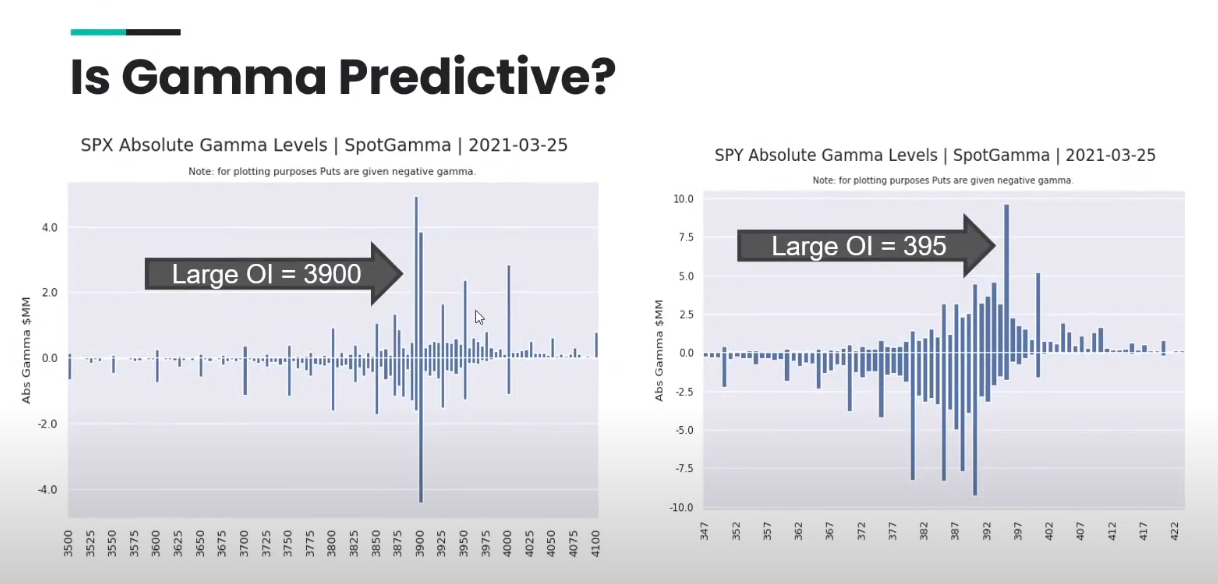 Is Gamma Predictive?
SPX Absolute Gamma Levels | SpotGamma | 2021-03-25
Note: for plotting purposes Puts are given negative gamma.
Abs Gamma $MM
4.0
2.0
0.0
-2.0
-4.0
Large OI = 3900
3500 3525 3550 3575 3600 3625 3650 3675 3700 3725 3750 3775 3800 3825 3850 3875 3900 3925 3950 3975 4000 4025 4050 4075 4100
SPY Absolute Gamma Levels | SpotGamma | 2021-03-25
Note: for plotting purposes Puts are given negative gamma.
Abs Gamma $MM
10.0
7.5
5.0
2.5
0.0
-2.5
-5.0
-7.5
-10.0
Large OI = 395
347 352 357 362 367 372 377 382 387 392 397 402 407 412 417 422